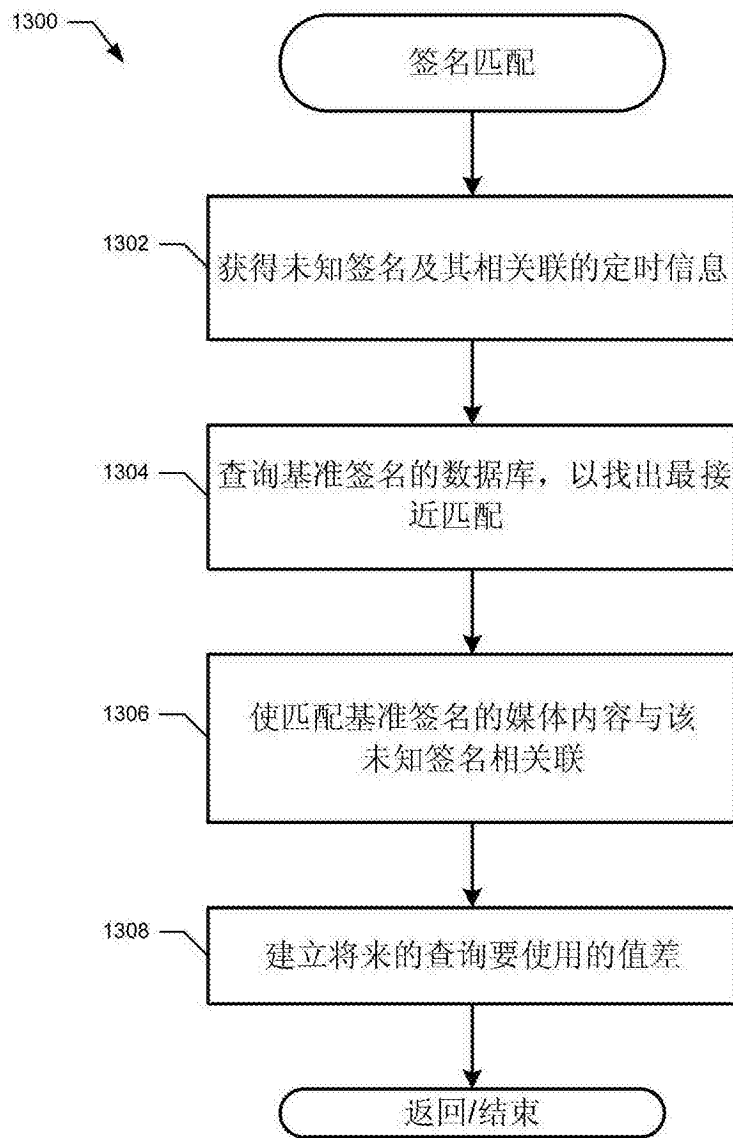 1300
签名匹配
1302
获得未知签名及其相关联的定时信息
1304
查询基准签名的数据库，以找出最接
近匹配
1306
使匹配基准签名的媒体内容与该
未知签名相关联
1308
建立将来的查询要使用的值差
返回/结束